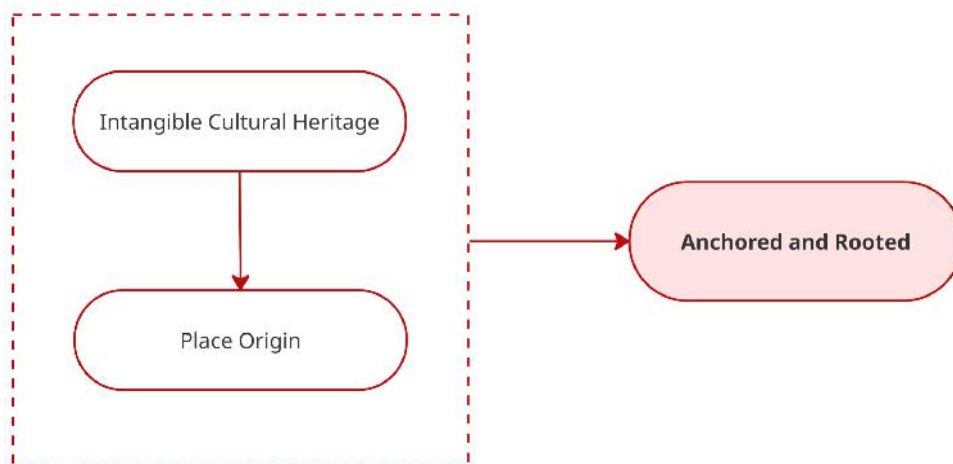 Intangible Cultural Heritage
Place Origin
Anchored and Rooted